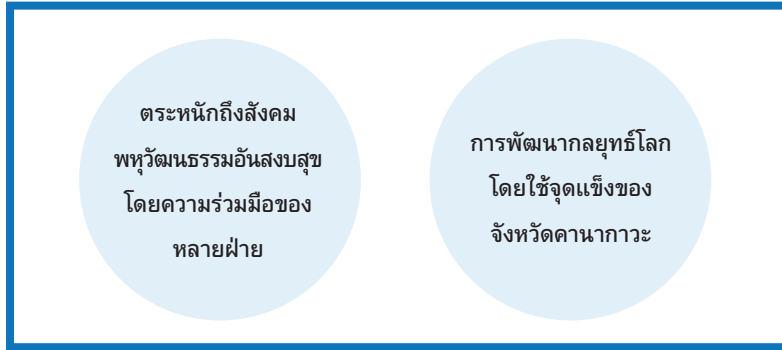 ตระหนักถึงสังคม
พหุวัฒนธรรมอันสงบสุข
โดยความร่วมมือของ
หลายฝ่าย
การพัฒนากลยุทธ์โลก
โดยใช้จุดแข็งของ
จังหวัดคานากาวะ